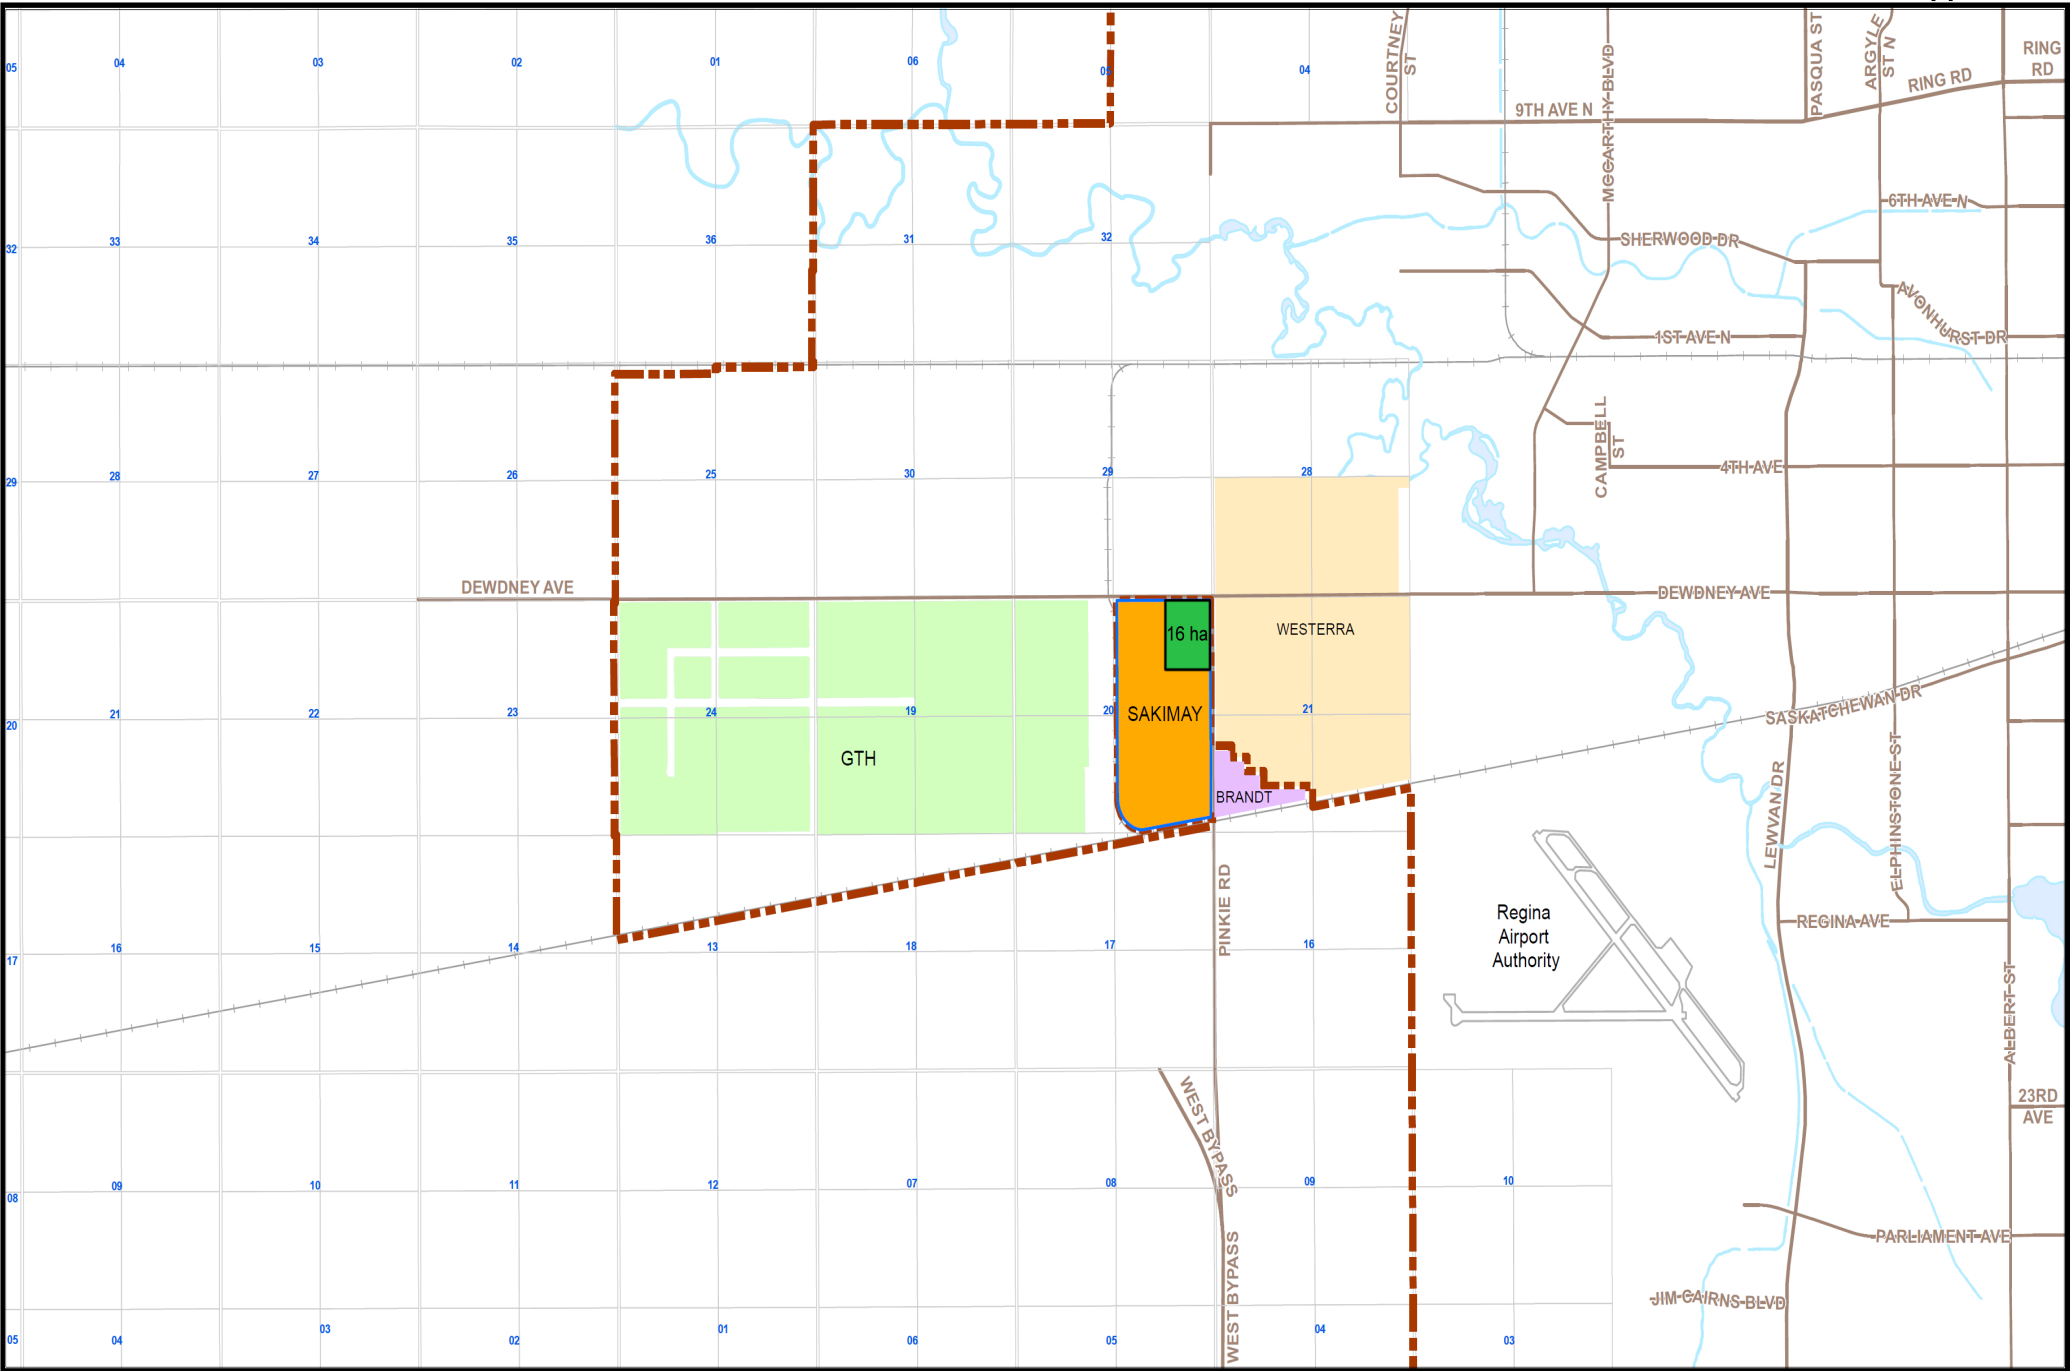 05
04
03
02
01
06
05
04
COURTNEY
ST
MCCARTHY BLVD
PASQUA ST
ARGYLE
ST N
RING RD
RING
RD
9TH AVE N
6TH AVE N
32
33
34
35
36
31
32
SHERWOOD DR
AVONHURST DR
1ST AVE N
CAMPBELL
ST
4TH AVE
29
28
27
26
25
30
29
28
DEWDNEY AVE
DEWDNEY AVE
16 ha
WESTERRA
20
21
22
23
24
19
20
SAKIMAY
21
SASKATCHEWAN DR
GTH
BRANDT
LEWVAN DR
ELPHINSTONE ST
PINKIE RD
Regina
Airport
Authority
REGINA AVE
17
16
15
14
13
18
17
16
ALBERT ST
WEST BYPASS
23RD
AVE
08
09
10
11
12
07
08
09
10
WEST BYPASS
PARLIAMENT AVE
JIM CAIRNS BLVD
05
04
03
02
01
06
05
04
03